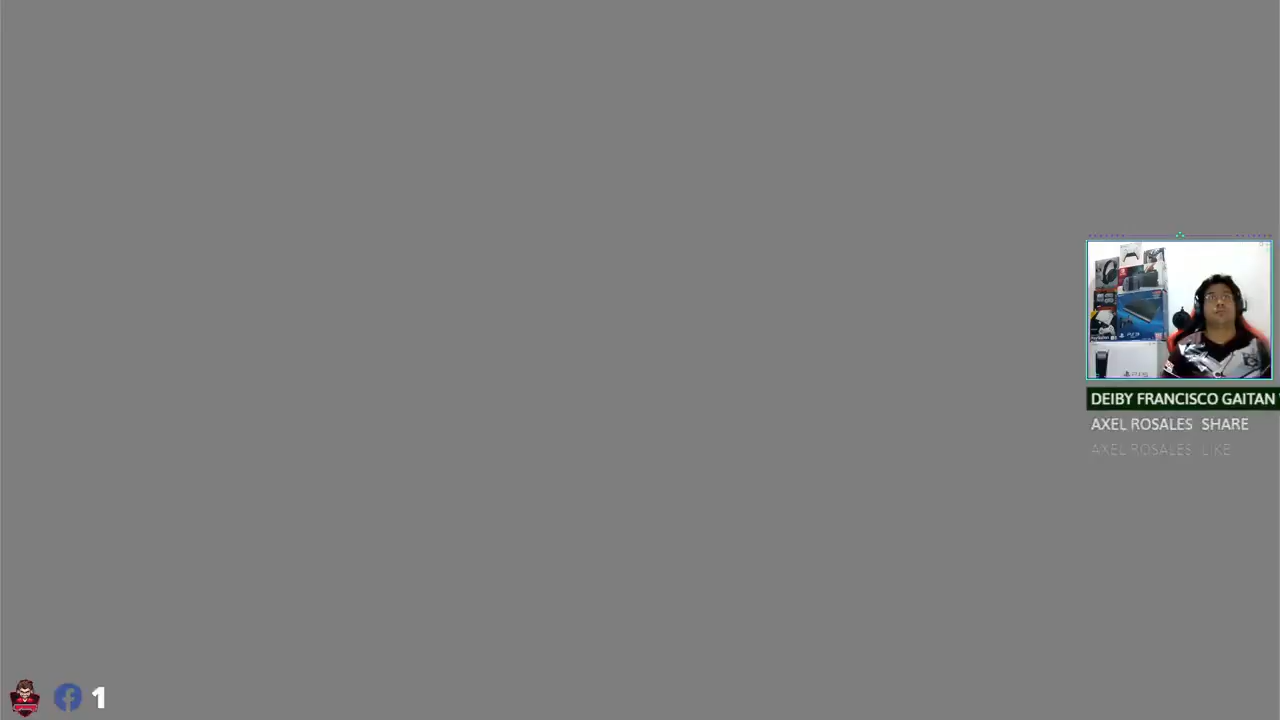 DEIBY FRANCISCO GAITAN
AXEL ROSALES SHARE
AXEL ROSALES LIKE
1